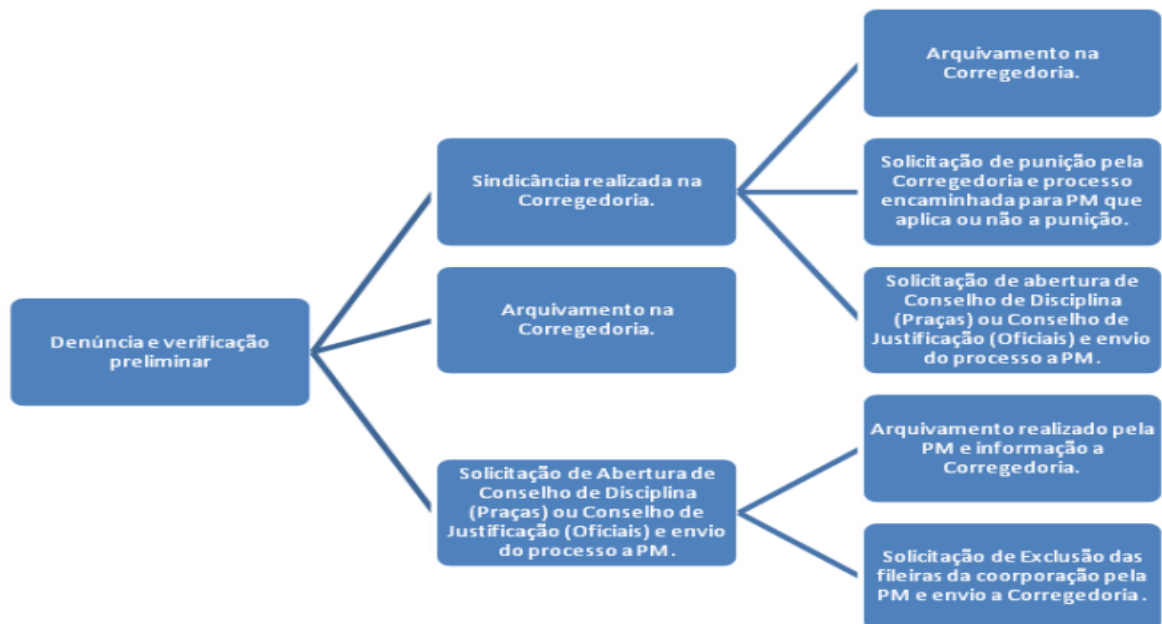 Denúncia e verificação
preliminar
Sindicância realizada na
Corregedoria.
Arquivamento na
Corregedoria.
Solicitação de Abertura de
Conselho de Disciplina
(Praças) ou Conselho de
Justificação (Oficiais) e envio
do processo a PM.
Arquivamento na
Corregedoria.
Solicitação de punição pela
Corregedoria e processo
encaminhada para PM que
aplica ou não a punição.
Solicitação de abertura de
Conselho de Disciplina
(Praças) ou Conselho de
Justificação (Oficiais) e envio
do processo a PM.
Arquivamento realizado pela
PM e informação a
Corregedoria.
Solicitação de Exclusão das
fileiras da coorporação pela
PM e envio a Corregedoria.